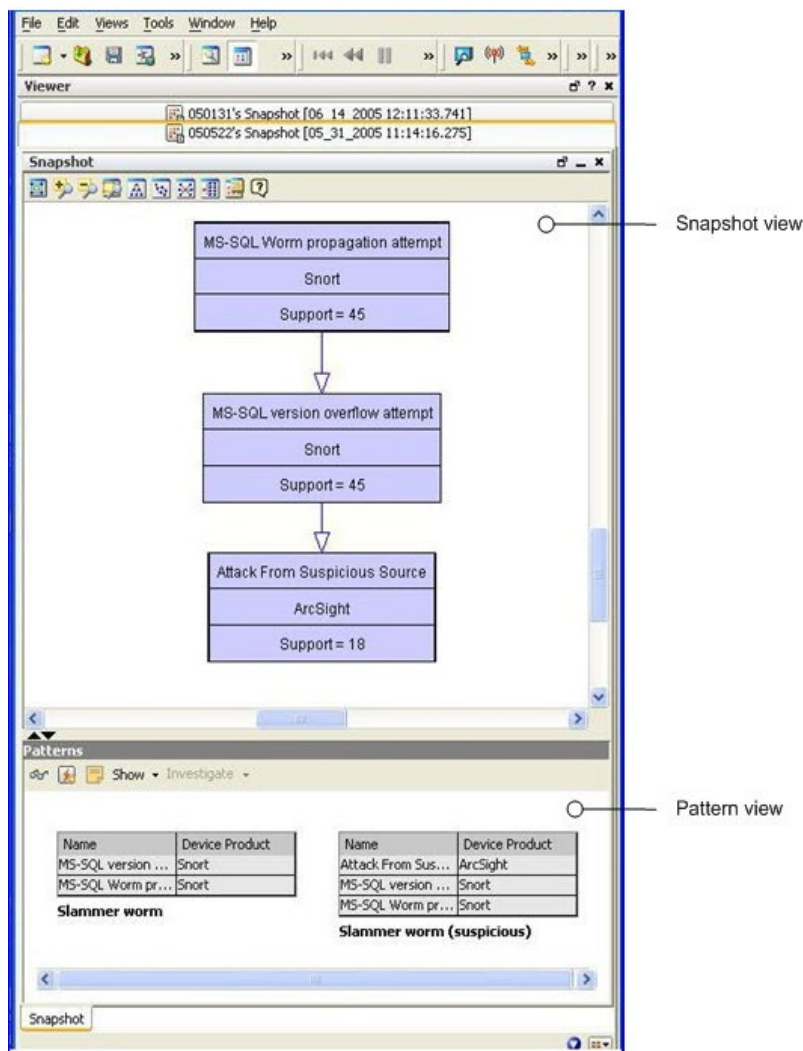 File Edit Views Tools Window Help
» » » » » »
Viewer ? x
050131's Snapshot [06_14_2005 12:11:33.741]
050522's Snapshot [05_31_2005 11:14:16.275]
Snapshot
Snapshot view
MS-SQL Worm propagation attempt
Snort
Support = 45
MS-SQL version overflow attempt
Snort
Support = 45
Attack From Suspicious Source
ArcSight
Support = 18
Patterns
Show Investigate
Pattern view
Name Device Product
MS-SQL version ... Snort
MS-SQL Worm pr... Snort
Slammer worm
Name Device Product
Attack From Sus... ArcSight
MS-SQL version ... Snort
MS-SQL Worm pr... Snort
Slammer worm (suspicious)
Snapshot